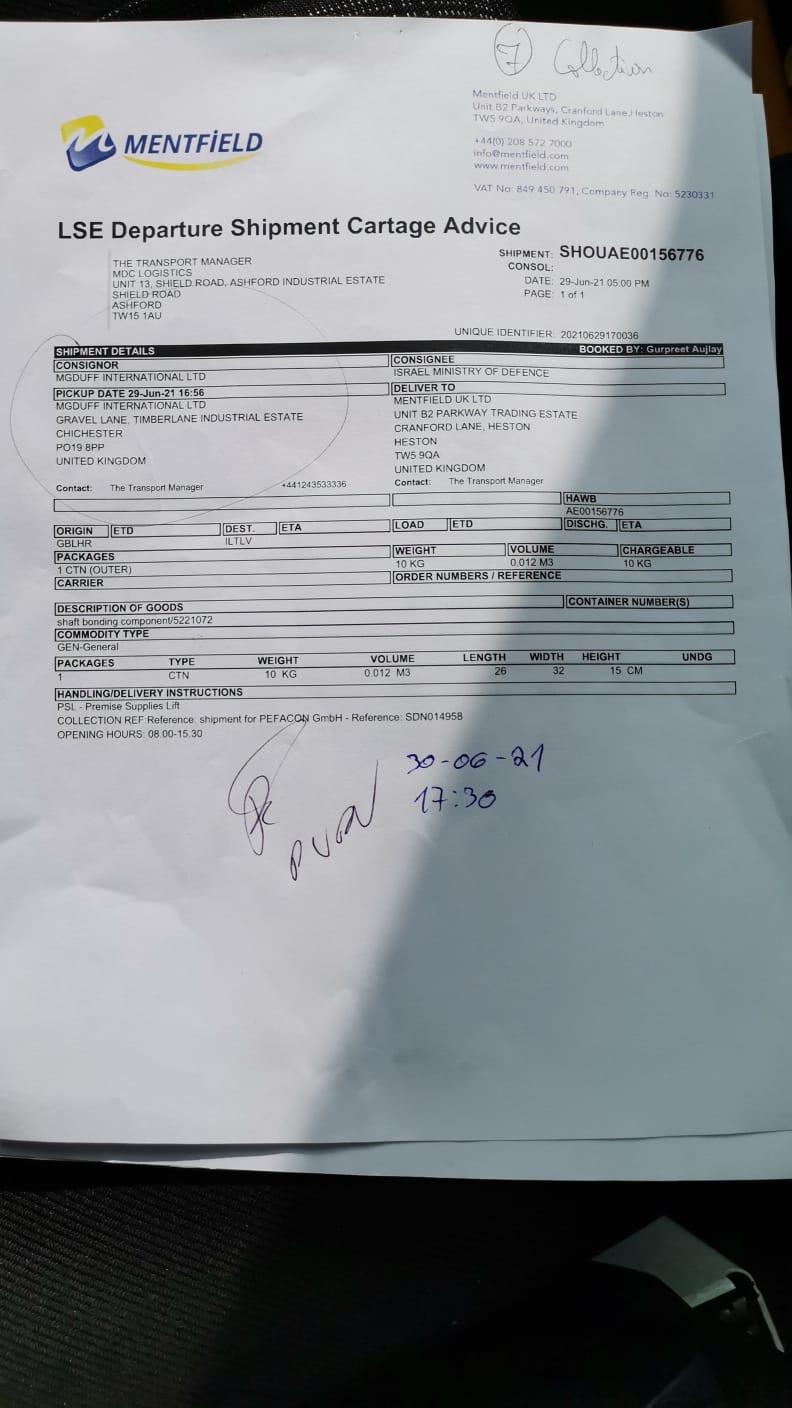 7 Collection
Mentfield UK LTD
Unit B2 Parkways, Cranford Lane,Heston
TW5 9QA, United Kingdom
+44(0) 208 572 7000
info@mentfield.com
www.mentfield.com
VAT No: 849 450 791, Company Reg. No: 5230331
MENTFİELD
LSE Departure Shipment Cartage Advice
THE TRANSPORT MANAGER
MDC LOGISTICS
UNIT 13, SHIELD ROAD, ASHFORD INDUSTRIAL ESTATE
SHIELD ROAD
ASHFORD
TW15 1AU
SHIPMENT: SHOUAE00156776
CONSOL:
DATE: 29-Jun-21 05:00 PM
PAGE: 1 of 1
UNIQUE IDENTIFIER: 20210629170036
SHIPMENT DETAILS BOOKED BY: Gurpreet Aujlay
CONSIGNOR
MGDUFF INTERNATIONAL LTD
PICKUP DATE 29-Jun-21 16:56
MGDUFF INTERNATIONAL LTD
GRAVEL LANE, TIMBERLANE INDUSTRIAL ESTATE
CHICHESTER
PO19 8PP
UNITED KINGDOM
Contact: The Transport Manager +441243533336
CONSIGNEE
ISRAEL MINISTRY OF DEFENCE
DELIVER TO
MENTFIELD UK LTD
UNIT B2 PARKWAY TRADING ESTATE
CRANFORD LANE, HESTON
HESTON
TW5 9QA
UNITED KINGDOM
Contact: The Transport Manager
HAWB
AE00156776
ORIGIN ETD DEST. ETA LOAD ETD DISCHG. ETA
GBLHR ILTLV
PACKAGES WEIGHT VOLUME CHARGEABLE
1 CTN (OUTER) 10 KG 0.012 M3 10 KG
CARRIER ORDER NUMBERS / REFERENCE
DESCRIPTION OF GOODS CONTAINER NUMBER(S)
shaft bonding component/5221072
COMMODITY TYPE
GEN-General
PACKAGES TYPE WEIGHT VOLUME LENGTH WIDTH HEIGHT UNDG
1 CTN 10 KG 0.012 M3 26 32 15 CM
HANDLING/DELIVERY INSTRUCTIONS
PSL - Premise Supplies Lift
COLLECTION REF:Reference: shipment for PEFACON GmbH - Reference: SDN014958
OPENING HOURS: 08.00-15.30
30-06-21
17:30